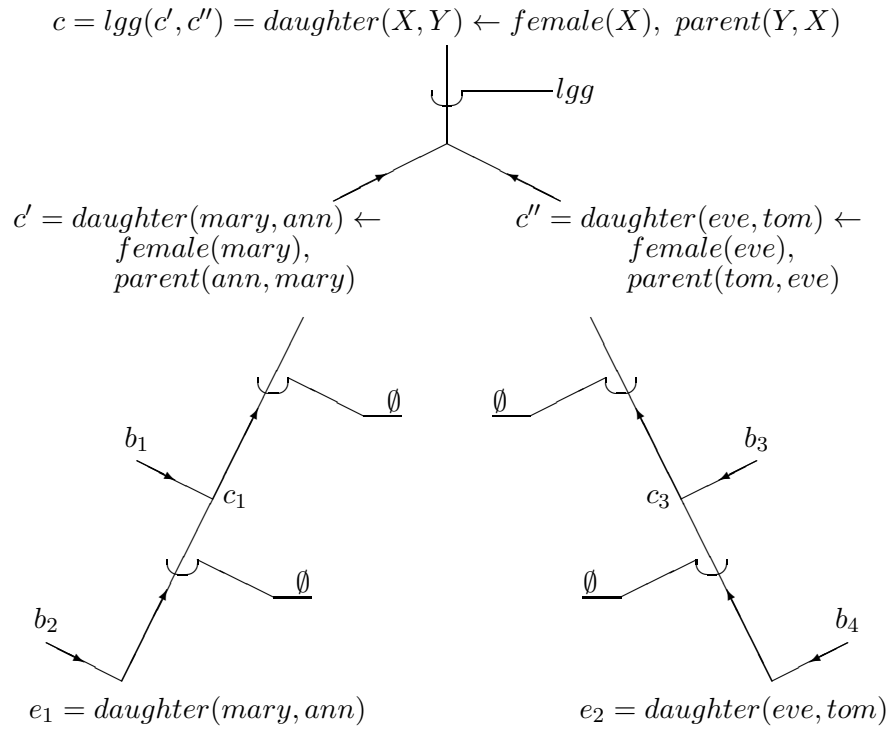 c = lgg(c′, c″) = daughter(X, Y) ← female(X), parent(Y, X)
lgg
c′ = daughter(mary, ann) ←
female(mary),
parent(ann, mary)
c″ = daughter(eve, tom) ←
female(eve),
parent(tom, eve)
∅
∅
b₁
b₃
c₁
c₃
∅
∅
b₂
b₄
e₁ = daughter(mary, ann)
e₂ = daughter(eve, tom)